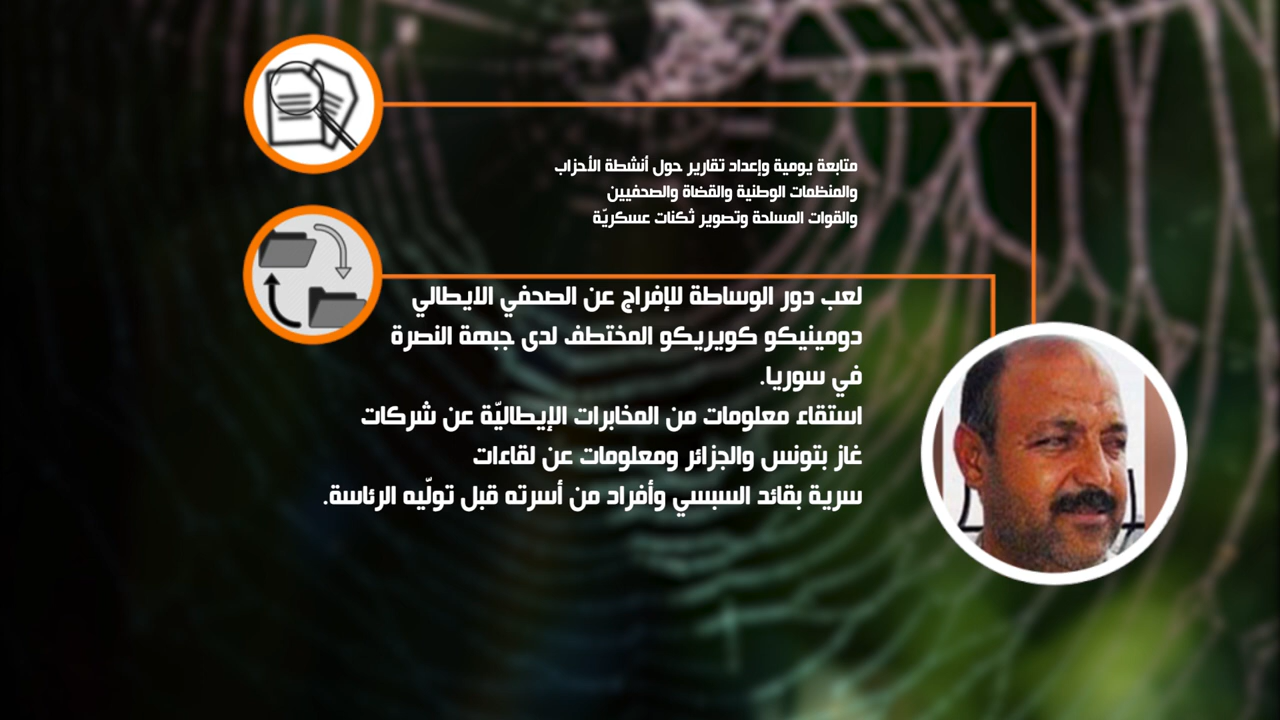 متابعة يومية وإعداد تقارير حول أنشطة الأحزاب
والمنظمات الوطنية والقضاة والصحفيين
والقوات المسلحة وتصوير ثكنات عسكريّة
لعب دور الوساطة للإفراج عن الصحفي الايطالي
دومينيكو كويريكو المختطف لدى جبهة النصرة
في سوريا.
استقاء معلومات من المخابرات الإيطاليّة عن شركات
غاز بتونس والجزائر ومعلومات عن لقاءات
سرية بقائد السبسي وأفراد من أسرته قبل تولّيه الرئاسة.